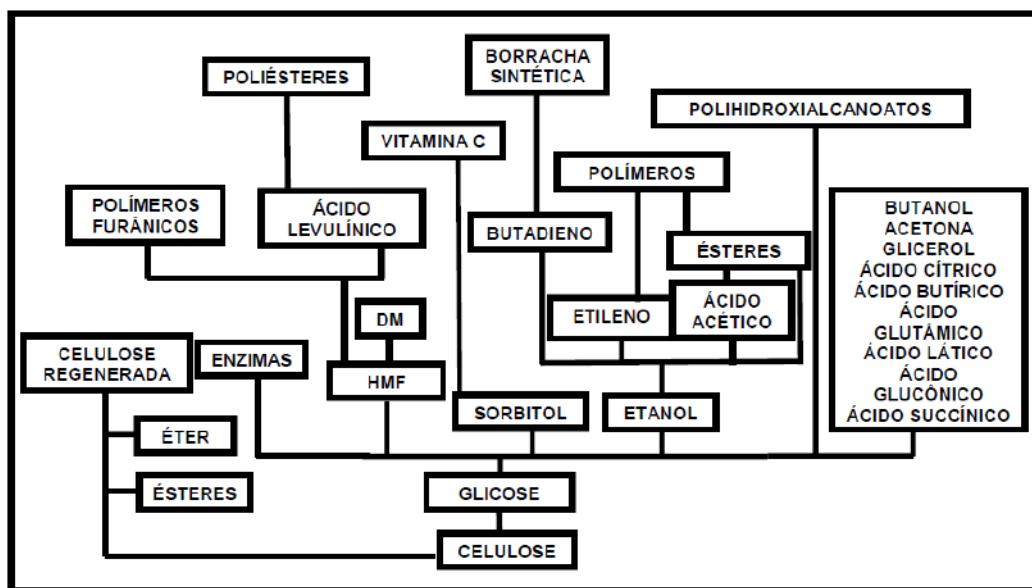 BORRACHA
SINTÉTICA
POLIÉSTERES
POLIHIDROXIALCANOATOS
VITAMINA C
POLÍMEROS
POLÍMEROS
FURÂNICOS
ÁCIDO
LEVULÍNICO
BUTADIENO
ÉSTERES
BUTANOL
ACETONA
GLICEROL
ÁCIDO CÍTRICO
ÁCIDO BUTÍRICO
ÁCIDO
GLUTÂMICO
ÁCIDO LÁTICO
ÁCIDO
GLUCÔNICO
ÁCIDO SUCCÍNICO
DM
ETILENO
ÁCIDO
ACÉTICO
CELULOSE
REGENERADA
ENZIMAS
HMF
SORBITOL
ETANOL
ÉTER
ÉSTERES
GLICOSE
CELULOSE